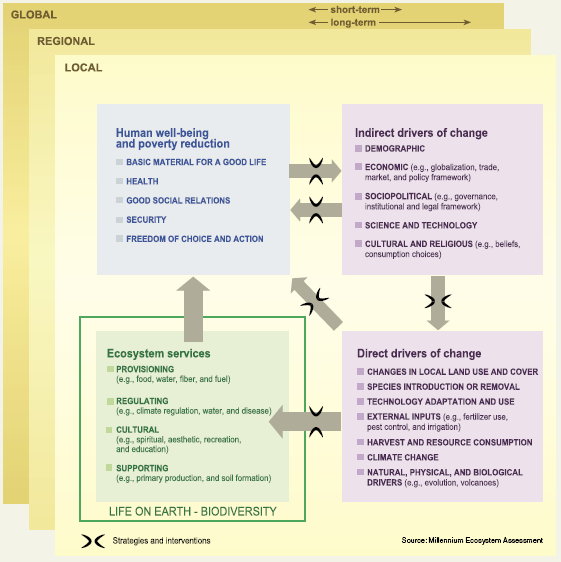 GLOBAL
short-term
long-term
REGIONAL
LOCAL
Human well-being
and poverty reduction
BASIC MATERIAL FOR A GOOD LIFE
HEALTH
GOOD SOCIAL RELATIONS
SECURITY
FREEDOM OF CHOICE AND ACTION
Indirect drivers of change
DEMOGRAPHIC
ECONOMIC (e.g., globalization, trade,
market, and policy framework)
SOCIOPOLITICAL (e.g., governance,
institutional and legal framework)
SCIENCE AND TECHNOLOGY
CULTURAL AND RELIGIOUS (e.g., beliefs,
consumption choices)
Ecosystem services
PROVISIONING
(e.g., food, water, fiber, and fuel)
REGULATING
(e.g., climate regulation, water, and disease)
CULTURAL
(e.g., spiritual, aesthetic, recreation,
and education)
SUPPORTING
(e.g., primary production, and soil formation)
LIFE ON EARTH - BIODIVERSITY
Direct drivers of change
CHANGES IN LOCAL LAND USE AND COVER
SPECIES INTRODUCTION OR REMOVAL
TECHNOLOGY ADAPTATION AND USE
EXTERNAL INPUTS (e.g., fertilizer use,
pest control, and irrigation)
HARVEST AND RESOURCE CONSUMPTION
CLIMATE CHANGE
NATURAL, PHYSICAL, AND BIOLOGICAL
DRIVERS (e.g., evolution, volcanoes)
Strategies and interventions
Source: Millennium Ecosystem Assessment